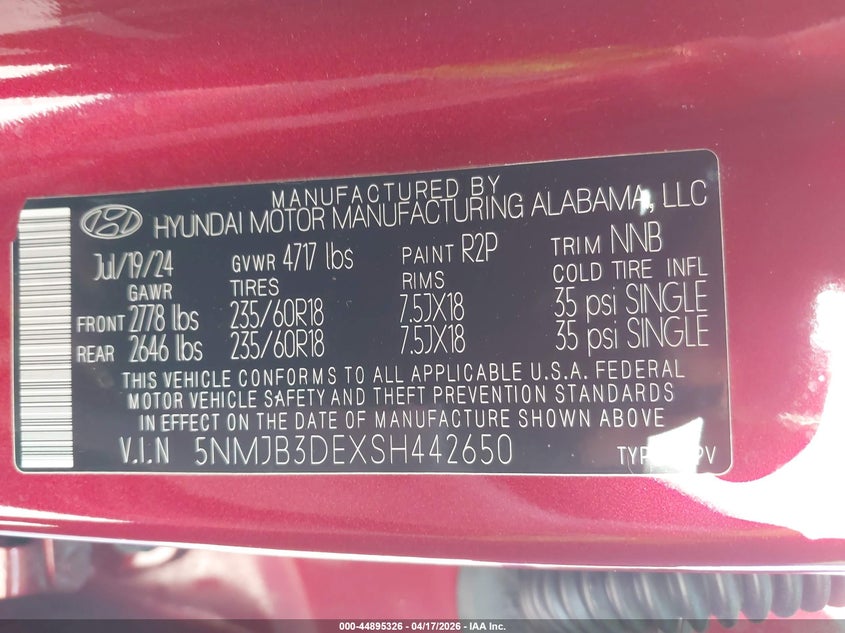 MANUFACTURED BY
HYUNDAI MOTOR MANUFACTURING ALABAMA, LLC
Jul/19/24 GVWR 4717 lbs PAINT R2P TRIM NNB
GAWR TIRES RIMS COLD TIRE INFL
FRONT 2778 lbs 235/60R18 7.5JX18 35 psi SINGLE
REAR 2646 lbs 235/60R18 7.5JX18 35 psi SINGLE
THIS VEHICLE CONFORMS TO ALL APPLICABLE U.S.A. FEDERAL
MOTOR VEHICLE SAFETY AND THEFT PREVENTION STANDARDS
IN EFFECT ON THE DATE OF MANUFACTURE SHOWN ABOVE
V.I.N 5NMJB3DEXSH442650
000-44895326 - 04/17/2026 - IAA Inc.